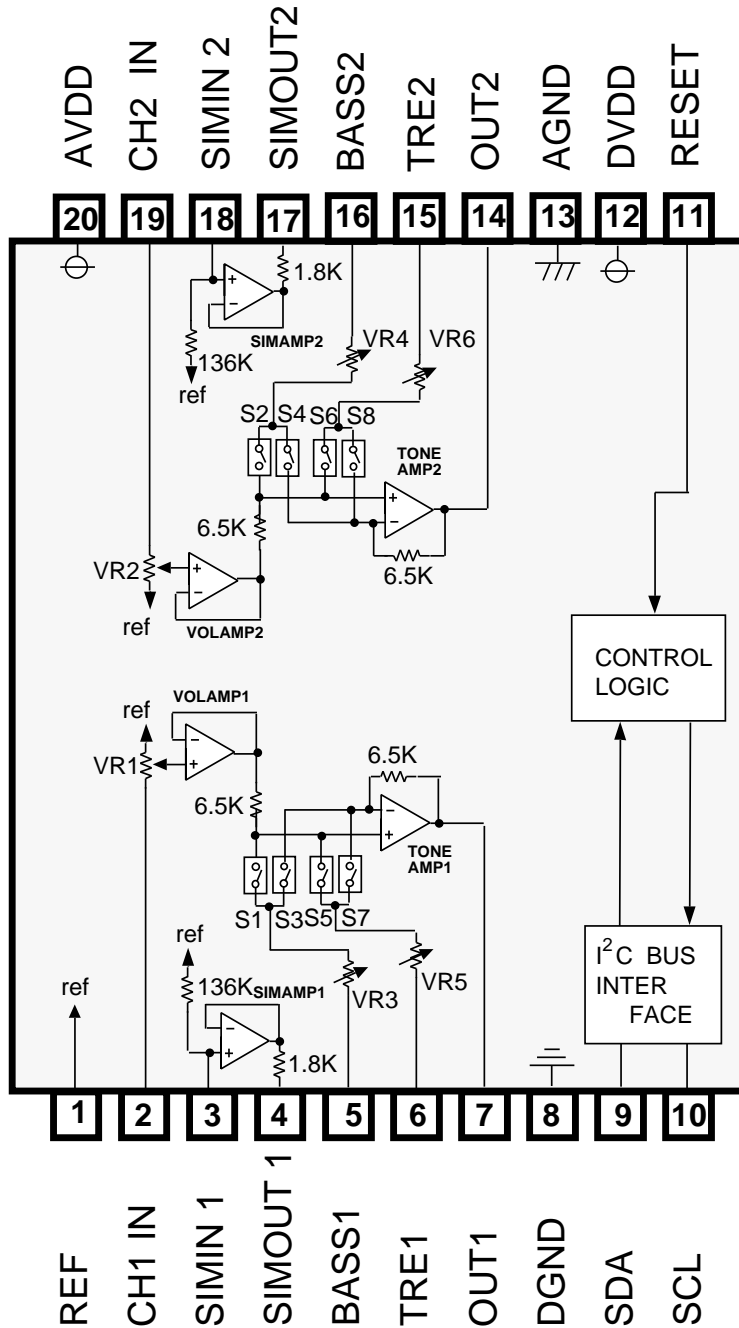 AVDD
CH2 IN
SIMIN 2
SIMOUT2
BASS2
TRE2
OUT2
AGND
DVDD
RESET
20
19
18
17
16
15
14
13
12
11
+
−
1.8K
SIMAMP2
136K
ref
VR4
VR6
S2 S4 S6 S8
TONE
AMP2
+
−
6.5K
6.5K
VR2
+
−
ref
VOLAMP2
CONTROL
LOGIC
VOLAMP1
ref
−
+
VR1
6.5K
6.5K
−
+
TONE
AMP1
S1 S3 S5 S7
ref
136K
SIMAMP1
VR3
VR5
−
+
1.8K
ref
I2C BUS
INTER
FACE
1
2
3
4
5
6
7
8
9
10
REF
CH1 IN
SIMIN 1
SIMOUT 1
BASS1
TRE1
OUT1
DGND
SDA
SCL